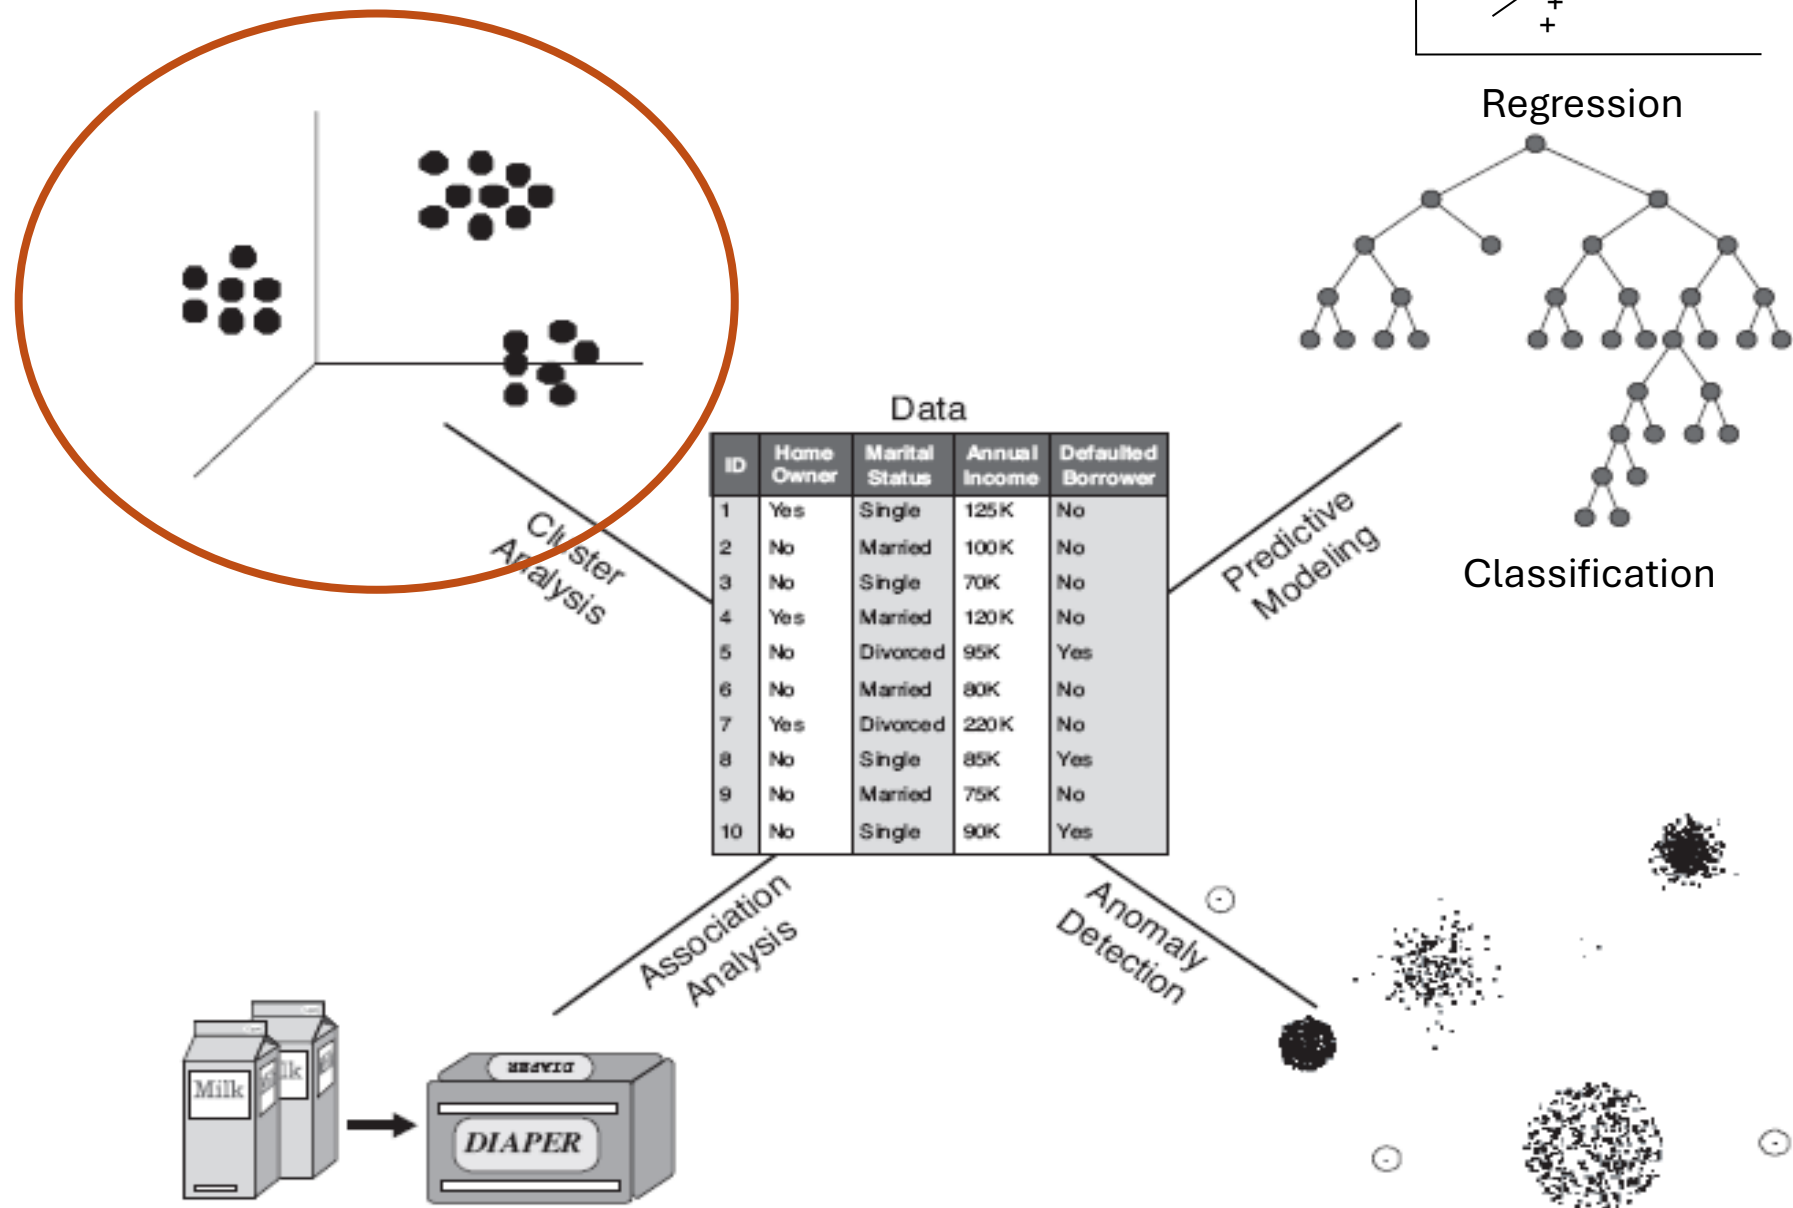 +
+
Regression
Classification
Cluster
Analysis
Predictive
Modeling
Data
ID Home Owner Marital Status Annual Income Defaulted Borrower
1 Yes Single 125K No
2 No Married 100K No
3 No Single 70K No
4 Yes Married 120K No
5 No Divorced 95K Yes
6 No Married 80K No
7 Yes Divorced 220K No
8 No Single 85K Yes
9 No Married 75K No
10 No Single 90K Yes
Association
Analysis
Anomaly
Detection
Milk
DIAPER
DIAPER